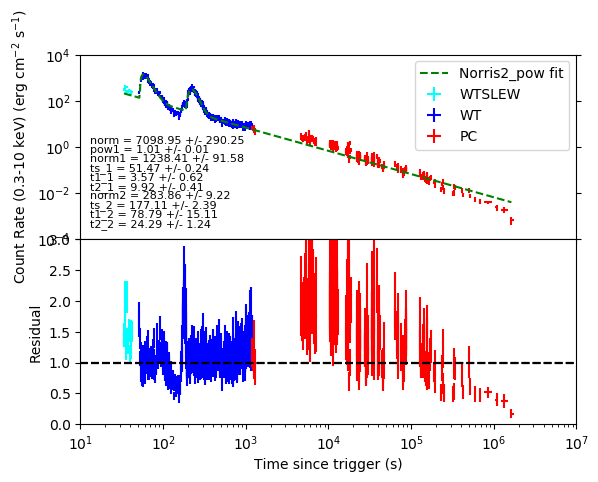 Count Rate (0.3-10 keV) (erg cm⁻² s⁻¹)
10⁴
10²
10⁰
10⁻²
10⁻⁴
Norris2_pow fit
WTSLEW
WT
PC
norm = 7098.95 +/- 290.25
pow1 = 1.01 +/- 0.01
norm1 = 1238.41 +/- 91.58
ts_1 = 51.47 +/- 0.24
t1_1 = 3.57 +/- 0.62
t2_1 = 9.92 +/- 0.41
norm2 = 283.86 +/- 9.22
ts_2 = 177.11 +/- 2.39
t1_2 = 78.79 +/- 15.11
t2_2 = 24.29 +/- 1.24
Residual
3.0
2.5
2.0
1.5
1.0
0.5
0.0
10¹ 10² 10³ 10⁴ 10⁵ 10⁶ 10⁷
Time since trigger (s)